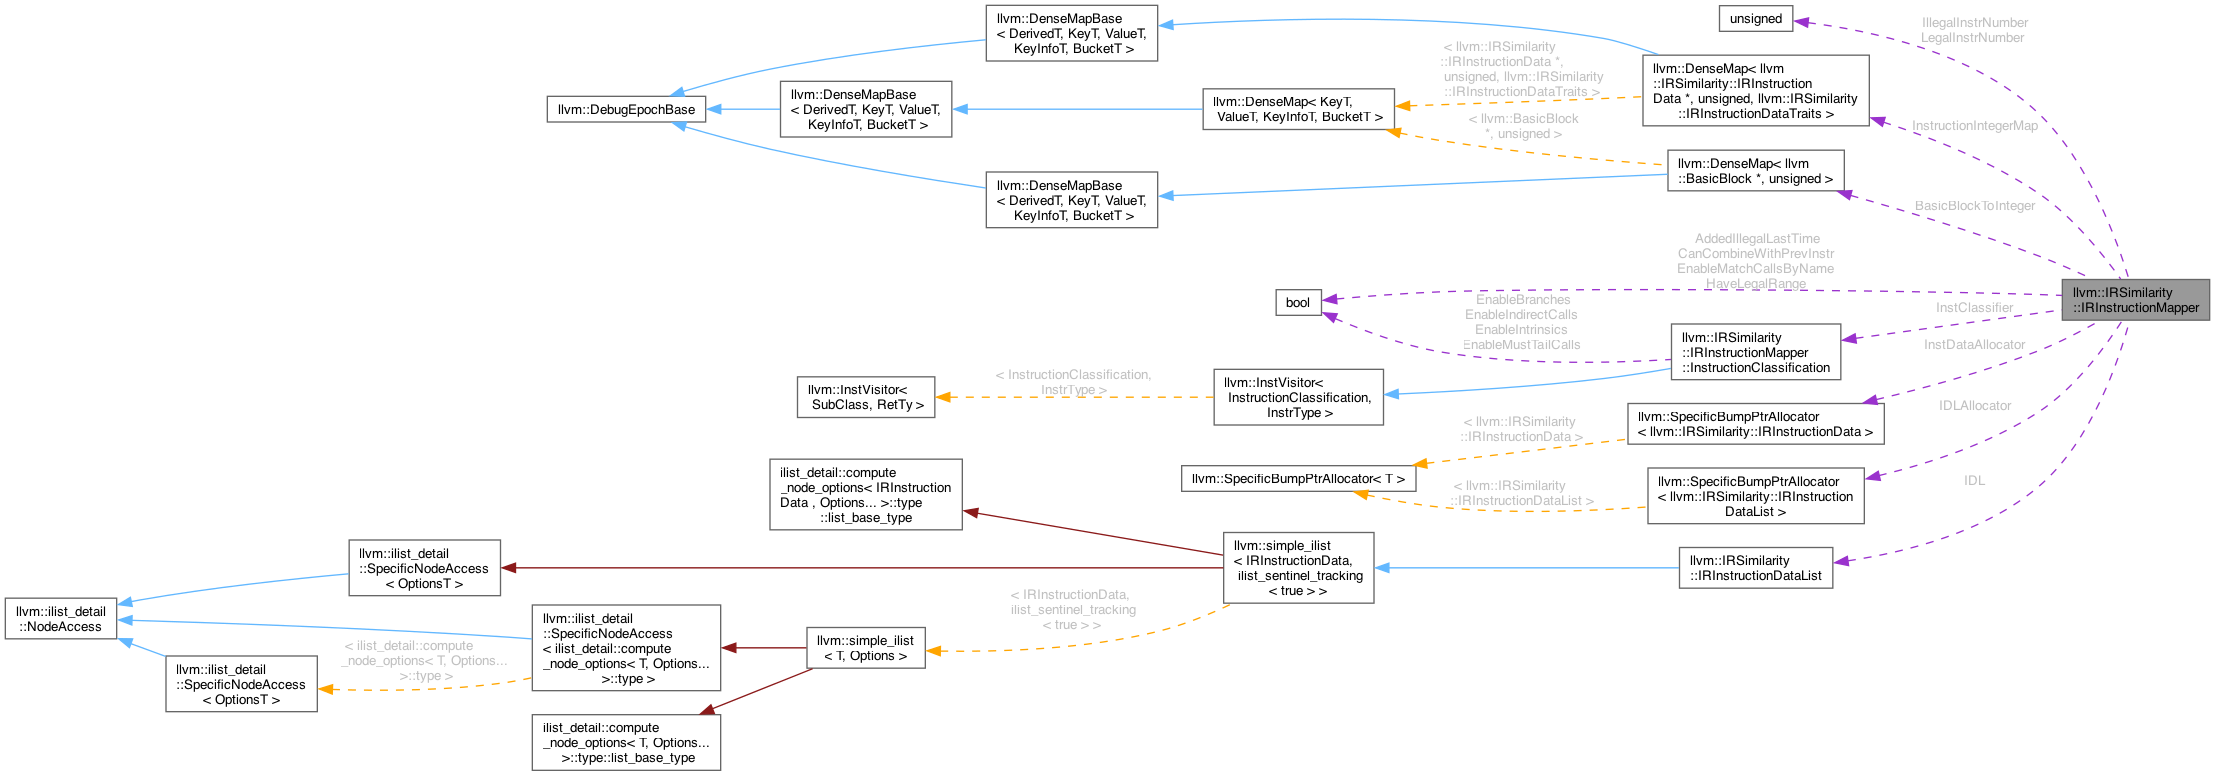 llvm::DenseMapBase
< DerivedT, KeyT, ValueT,
KeyInfoT, BucketT >
unsigned
IllegalInstrNumber
LegalInstrNumber
< llvm::IRSimilarity
::IRInstructionData *,
unsigned, llvm::IRSimilarity
::IRInstructionDataTraits >
llvm::DenseMap< llvm
::IRSimilarity::IRInstruction
Data *, unsigned, llvm::IRSimilarity
::IRInstructionDataTraits >
llvm::DebugEpochBase
llvm::DenseMapBase
< DerivedT, KeyT, ValueT,
KeyInfoT, BucketT >
llvm::DenseMap< KeyT,
ValueT, KeyInfoT, BucketT >
< llvm::BasicBlock
*, unsigned >
InstructionIntegerMap
llvm::DenseMap< llvm
::BasicBlock *, unsigned >
llvm::DenseMapBase
< DerivedT, KeyT, ValueT,
KeyInfoT, BucketT >
BasicBlockToInteger
AddedIllegalLastTime
CanCombineWithPrevInstr
EnableMatchCallsByName
HaveLegalRange
llvm::IRSimilarity
::IRInstructionMapper
bool
EnableBranches
EnableIndirectCalls
EnableIntrinsics
EnableMustTailCalls
InstClassifier
llvm::IRSimilarity
::IRInstructionMapper
::InstructionClassification
InstDataAllocator
llvm::InstVisitor<
SubClass, RetTy >
< InstructionClassification,
InstrType >
llvm::InstVisitor<
InstructionClassification,
InstrType >
IDLAllocator
llvm::SpecificBumpPtrAllocator
< llvm::IRSimilarity::IRInstructionData >
< llvm::IRSimilarity
::IRInstructionData >
llvm::SpecificBumpPtrAllocator< T >
< llvm::IRSimilarity
::IRInstructionDataList >
llvm::SpecificBumpPtrAllocator
< llvm::IRSimilarity::IRInstruction
DataList >
IDL
ilist_detail::compute
_node_options< IRInstruction
Data , Options... >::type
::list_base_type
llvm::simple_ilist
< IRInstructionData,
ilist_sentinel_tracking
< true > >
llvm::IRSimilarity
::IRInstructionDataList
llvm::ilist_detail
::SpecificNodeAccess
< OptionsT >
llvm::ilist_detail
::NodeAccess
llvm::ilist_detail
::SpecificNodeAccess
< ilist_detail::compute
_node_options< T, Options...
>::type >
< IRInstructionData,
ilist_sentinel_tracking
< true > >
llvm::simple_ilist
< T, Options >
< ilist_detail::compute
_node_options< T, Options...
>::type >
llvm::ilist_detail
::SpecificNodeAccess
< OptionsT >
ilist_detail::compute
_node_options< T, Options...
>::type::list_base_type